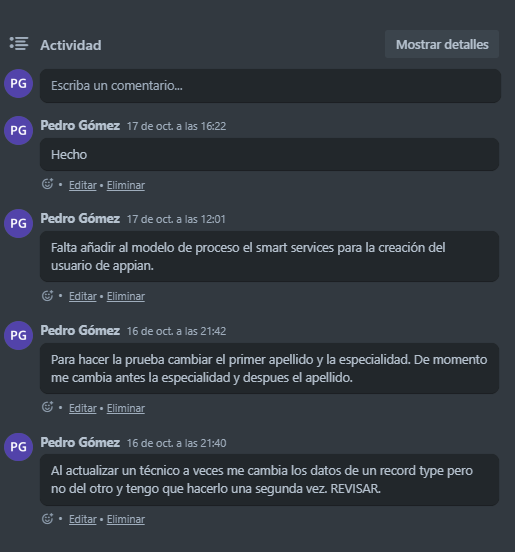 Actividad
Mostrar detalles
PG
Escriba un comentario...
PG
Pedro Gómez 17 de oct. a las 16:22
Hecho
• Editar • Eliminar
PG
Pedro Gómez 17 de oct. a las 12:01
Falta añadir al modelo de proceso el smart services para la creación del
usuario de appian.
• Editar • Eliminar
PG
Pedro Gómez 16 de oct. a las 21:42
Para hacer la prueba cambiar el primer apellido y la especialidad. De momento
me cambia antes la especialidad y despues el apellido.
• Editar • Eliminar
PG
Pedro Gómez 16 de oct. a las 21:40
Al actualizar un técnico a veces me cambia los datos de un record type pero
no del otro y tengo que hacerlo una segunda vez. REVISAR.
• Editar • Eliminar